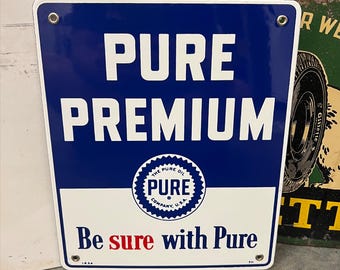 PURE
PREMIUM
THE PURE OIL
PURE
COMPANY, U.S.A.
Be sure with Pure